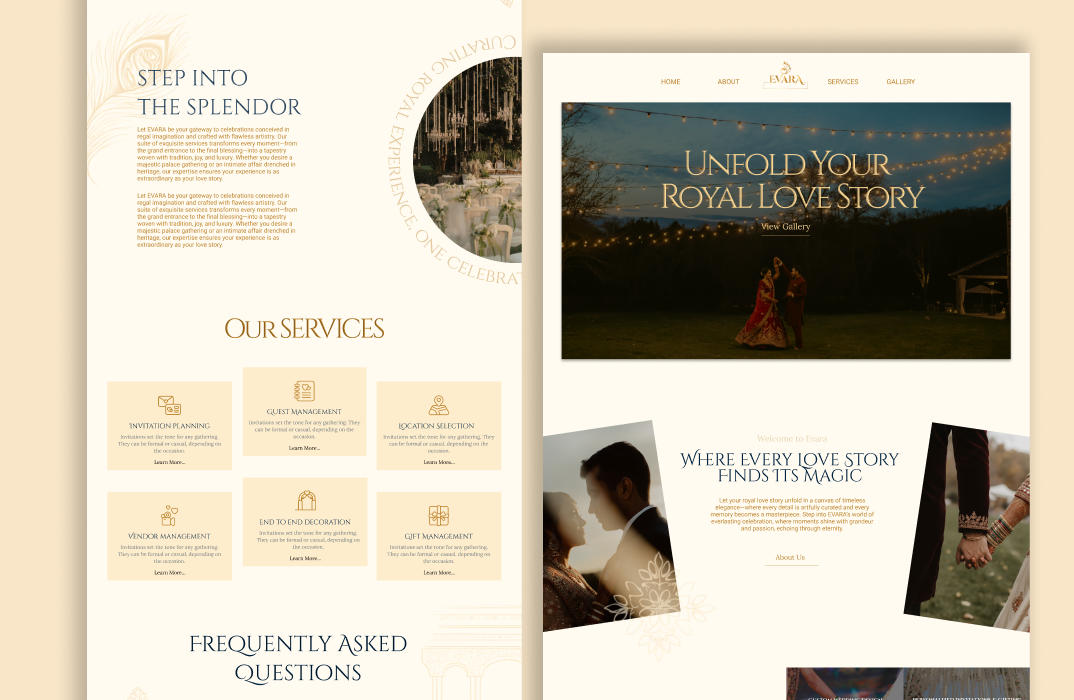 STEP INTO
THE SPLENDOR
Let EVARA be your gateway to celebrations conceived in
regal imagination and crafted with flawless artistry. Our
suite of exquisite services transforms every moment—from
the grand entrance to the final blessing—into a tapestry
woven with tradition, joy, and luxury. Whether you desire a
majestic palace gathering or an intimate affair drenched in
heritage, our expertise ensures your experience is as
extraordinary as your love story.
Let EVARA be your gateway to celebrations conceived in
regal imagination and crafted with flawless artistry. Our
suite of exquisite services transforms every moment—from
the grand entrance to the final blessing—into a tapestry
woven with tradition, joy, and luxury. Whether you desire a
majestic palace gathering or an intimate affair drenched in
heritage, our expertise ensures your experience is as
extraordinary as your love story.
CURATING ROYAL EXPERIENCE, ONE CELEBRAT
OUR SERVICES
INVITATION PLANNING
Invitations set the tone for any gathering.
They can be formal or casual, depending on
the occasion.
Learn More...
GUEST MANAGEMENT
Invitations set the tone for any gathering. They
can be formal or casual, depending on the
occasion.
Learn More...
LOCATION SELECTION
Invitations set the tone for any gathering. They
can be formal or casual, depending on the
occasion.
Learn More...
VENDOR MANAGEMENT
Invitations set the tone for any gathering.
They can be formal or casual, depending on
the occasion.
Learn More...
END TO END DECORATION
Invitations set the tone for any gathering.
They can be formal or casual, depending on
the occasion.
Learn More...
GIFT MANAGEMENT
Invitations set the tone for any gathering.
They can be formal or casual, depending on
the occasion.
Learn More...
FREQUENTLY ASKED
QUESTIONS
HOME ABOUT EVARA SERVICES GALLERY
UNFOLD YOUR
ROYAL LOVE STORY
View Gallery
Welcome to Evara
WHERE EVERY LOVE STORY
FINDS ITS MAGIC
Let your royal love story unfold in a canvas of timeless
elegance—where every detail is artfully curated and every
memory becomes a masterpiece. Step into EVARA's world of
everlasting celebration, where moments shine with grandeur
and passion, echoing through eternity.
About Us